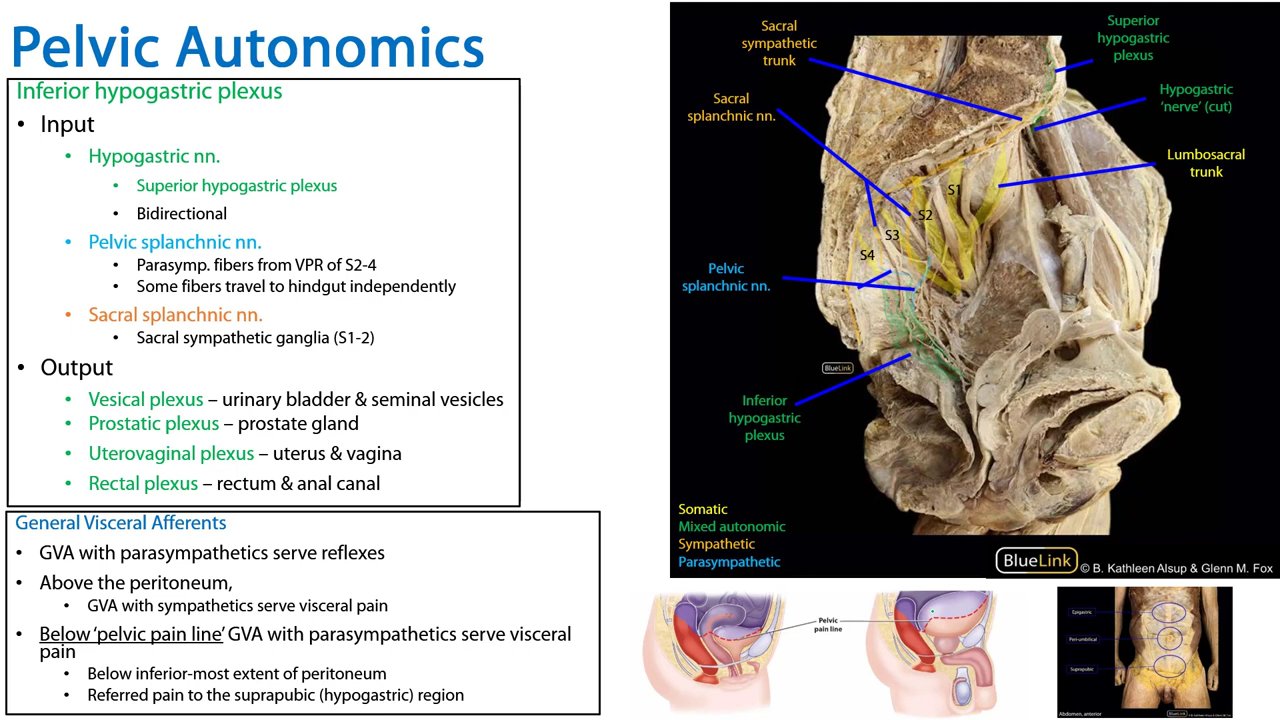 Pelvic Autonomics
Inferior hypogastric plexus
• Input
• Hypogastric nn.
• Superior hypogastric plexus
• Bidirectional
• Pelvic splanchnic nn.
• Parasymp. fibers from VPR of S2-4
• Some fibers travel to hindgut independently
• Sacral splanchnic nn.
• Sacral sympathetic ganglia (S1-2)
• Output
• Vesical plexus – urinary bladder & seminal vesicles
• Prostatic plexus – prostate gland
• Uterovaginal plexus – uterus & vagina
• Rectal plexus – rectum & anal canal
General Visceral Afferents
• GVA with parasympathetics serve reflexes
• Above the peritoneum,
• GVA with sympathetics serve visceral pain
• Below ‘pelvic pain line’ GVA with parasympathetics serve visceral
pain
• Below inferior-most extent of peritoneum
• Referred pain to the suprapubic (hypogastric) region
Sacral
sympathetic
trunk
Superior
hypogastric
plexus
Sacral
splanchnic nn.
Hypogastric
‘nerve’ (cut)
Lumbosacral
trunk
S1
S2
S3
S4
Pelvic
splanchnic nn.
BlueLink
Inferior
hypogastric
plexus
Somatic
Mixed autonomic
Sympathetic
Parasympathetic
BlueLink © B. Kathleen Alsup & Glenn M. Fox
Pelvic
pain line
Epigastric
Peri-umbilical
Suprapubic
Abdomen, anterior
BlueLink © B. Kathleen Alsup & Glenn M. Fox